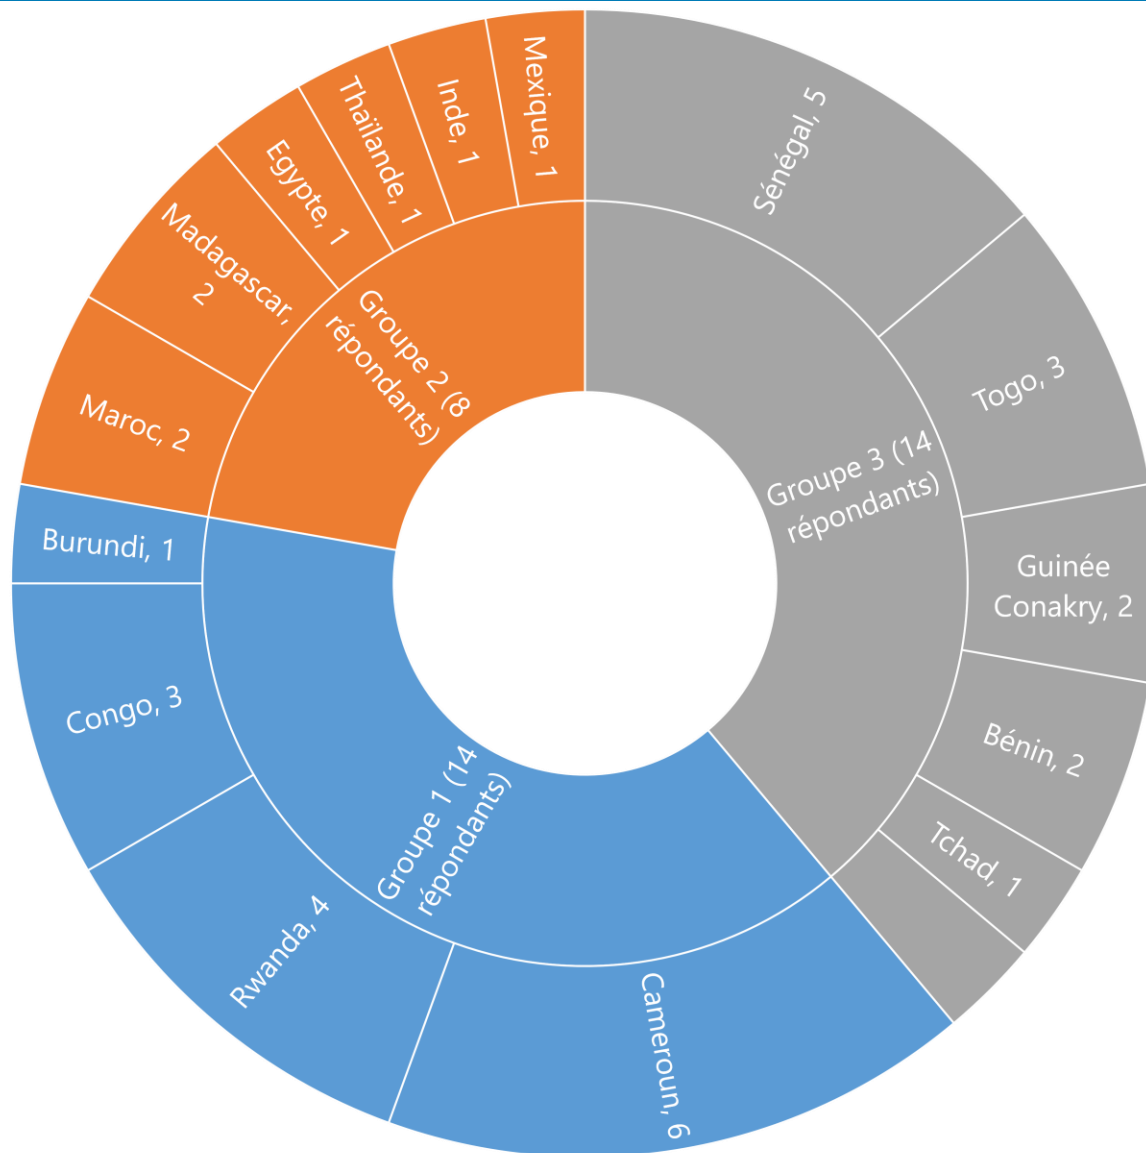 Sénégal, 5
Togo, 3
Guinée
Conakry, 2
Bénin, 2
Tchad, 1
Groupe 3 (14
répondants)
Cameroun, 6
Rwanda, 4
Congo, 3
Burundi, 1
Groupe 1 (14
répondants)
Maroc, 2
Madagascar,
2
Egypte, 1
Thaïlande, 1
Inde, 1
Mexique, 1
Groupe 2 (8
répondants)